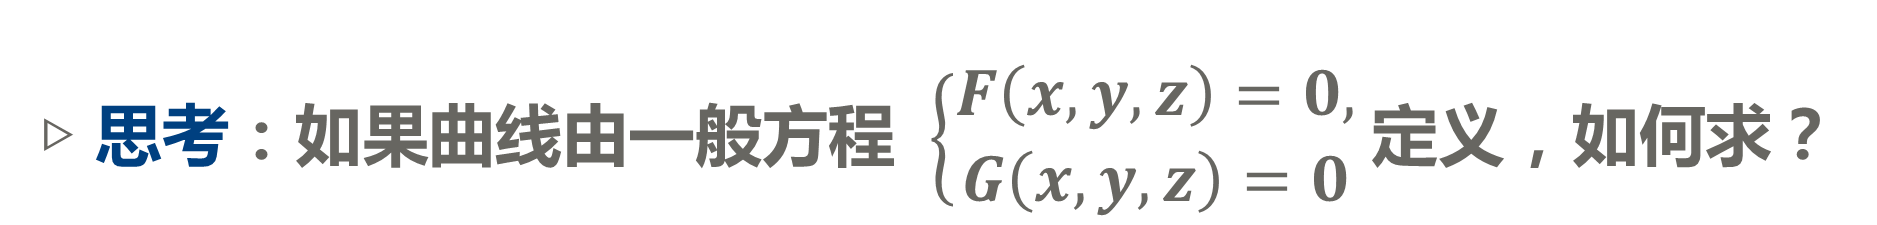 思考：如果曲线由一般方程 { F(x, y, z) = 0, G(x, y, z) = 0 定义，如何求？